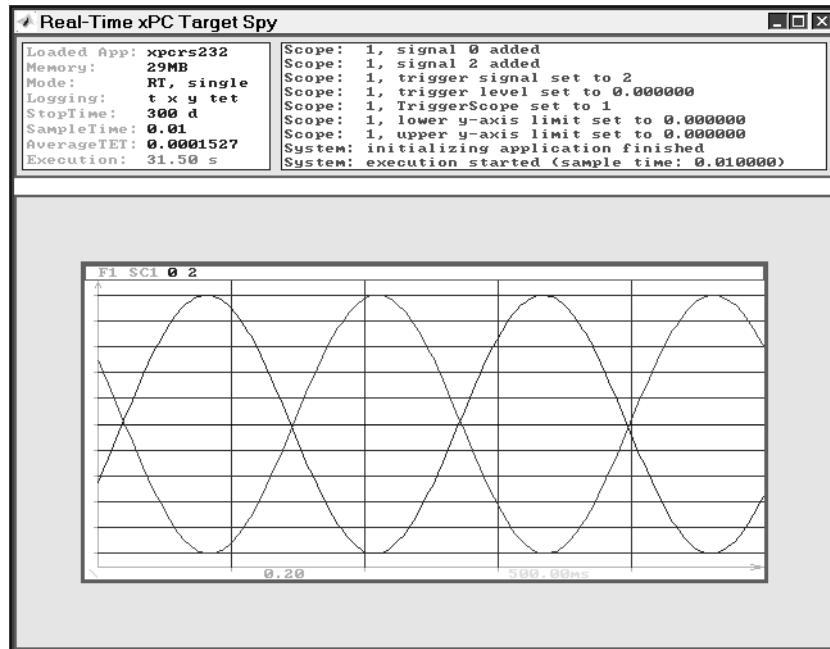 Real-Time xPC Target Spy
Loaded App: xpcrs232
Memory: 29MB
Mode: RT, single
Logging: t x y tet
StopTime: 300 d
SampleTime: 0.01
AverageTET: 0.0001527
Execution: 31.50 s
Scope: 1, signal 0 added
Scope: 1, signal 2 added
Scope: 1, trigger signal set to 2
Scope: 1, trigger level set to 0.000000
Scope: 1, TriggerScope set to 1
Scope: 1, lower y-axis limit set to 0.000000
Scope: 1, upper y-axis limit set to 0.000000
System: initializing application finished
System: execution started (sample time: 0.010000)
F1 SC1 0 2
0.20 500.00ms